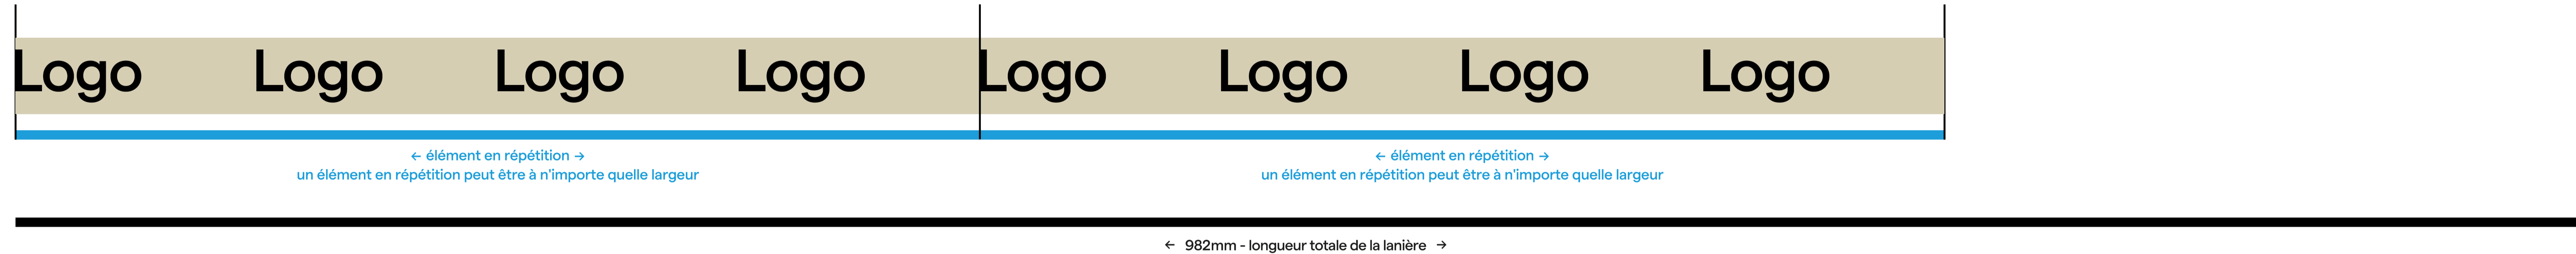 Logo Logo Logo Logo Logo Logo Logo Logo
← élément en répétition → ← élément en répétition →
un élément en répétition peut être à n'importe quelle largeur un élément en répétition peut être à n'importe quelle largeur
← 982mm - longueur totale de la lanière →